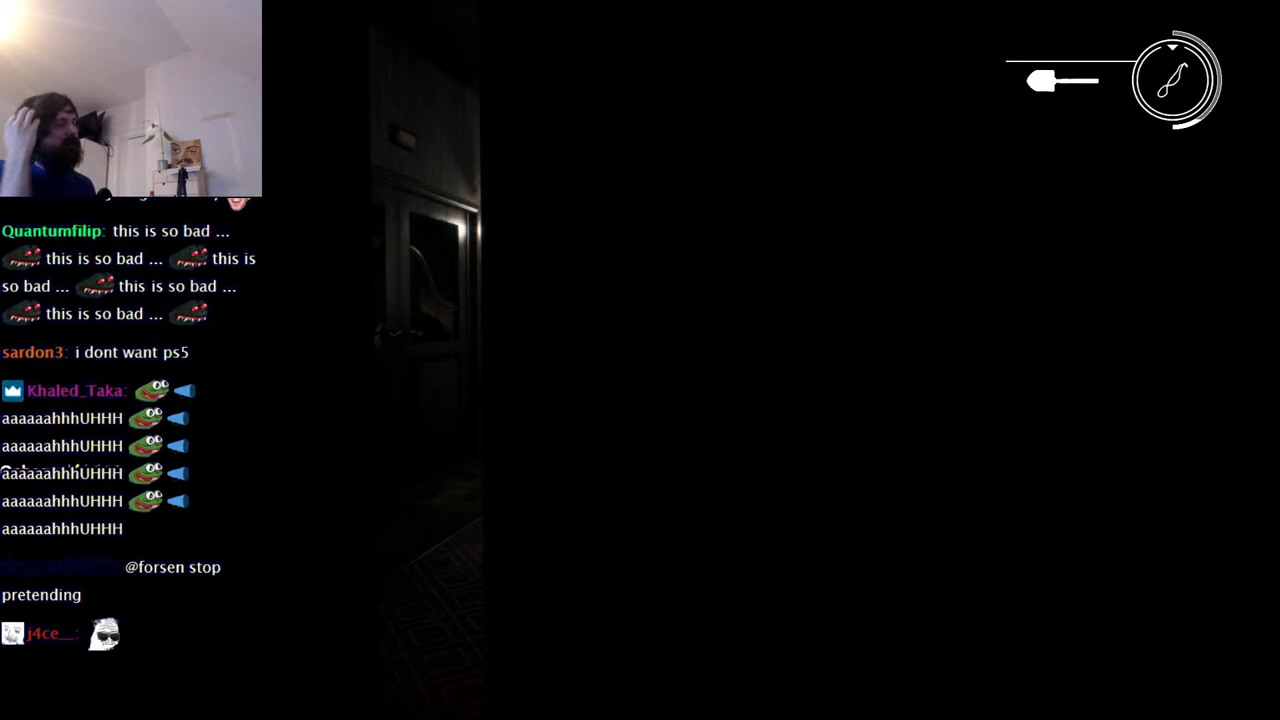 Quantumfilip: this is so bad ...
this is so bad ... this is
so bad ... this is so bad ...
this is so bad ...
sardon3: i dont want ps5
Khaled_Taka:
aaaaaahhhUHHH
aaaaaahhhUHHH
aaaaaahhhUHHH
aaaaaahhhUHHH
aaaaaahhhUHHH
@forsen stop
pretending
j4ce__: